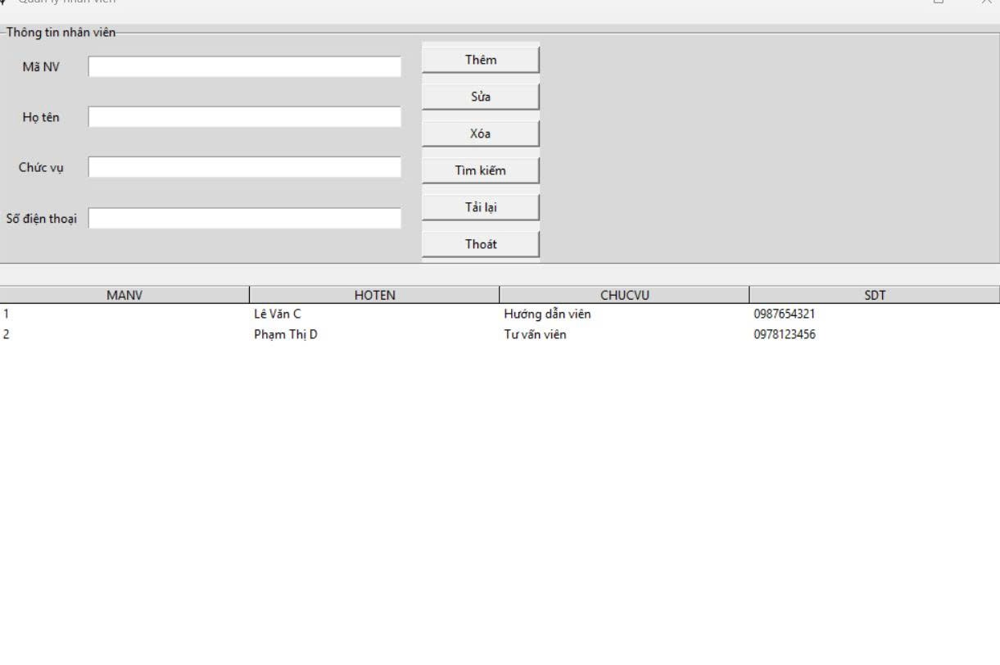 Quản lý nhân viên
Thông tin nhân viên
Mã NV
Thêm
Sửa
Họ tên
Xóa
Chức vụ
Tìm kiếm
Tải lại
Số điện thoại
Thoát
MANV HOTEN CHUCVU SDT
1 Lê Văn C Hướng dẫn viên 0987654321
2 Phạm Thị D Tư vấn viên 0978123456